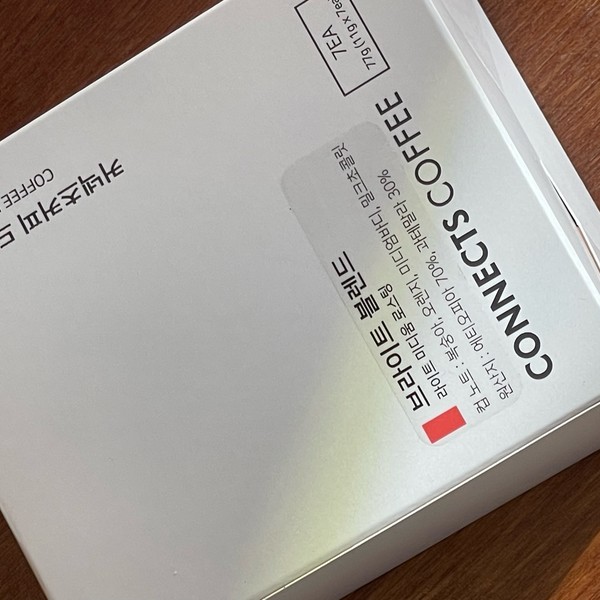 커넥츠커피
COFFEE
브라이트 블렌드
라이트 미디움 로스팅
컵 노트 : 복숭아, 오렌지, 미디엄바디, 밀크초콜릿
원산지 : 에티오피아 70%, 과테말라 30%
CONNECTS COFFEE
7EA
77g (11g x 7ea